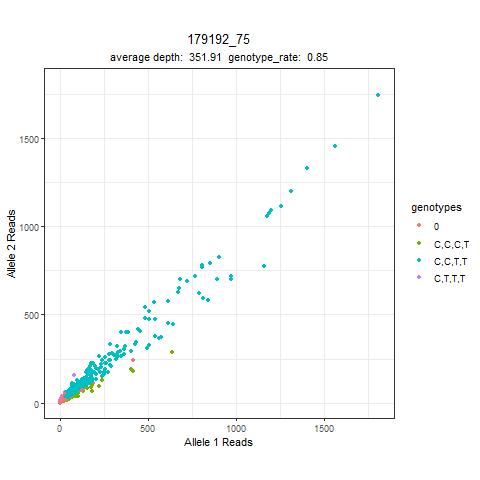 179192_75
average depth:  351.91  genotype_rate:  0.85
Allele 2 Reads
1500
1000
500
0
0
500
1000
1500
Allele 1 Reads
genotypes
0
C,C,C,T
C,C,T,T
C,T,T,T